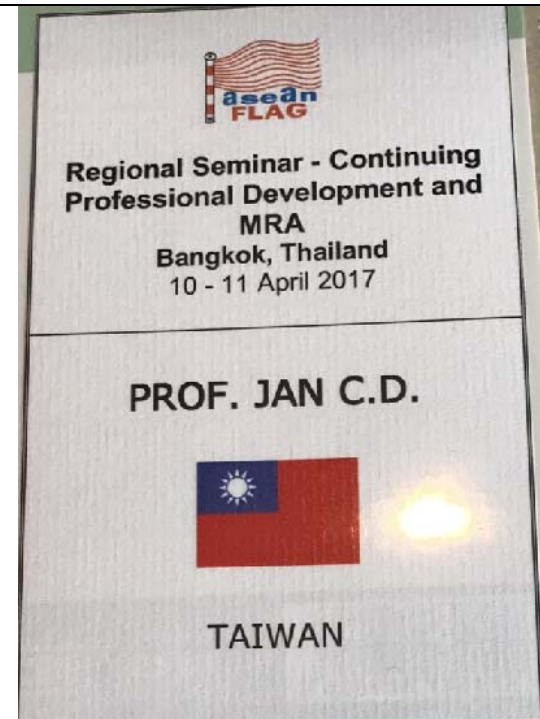 asean
FLAG
Regional Seminar - Continuing
Professional Development and
MRA
Bangkok, Thailand
10 - 11 April 2017
PROF. JAN C.D.
TAIWAN